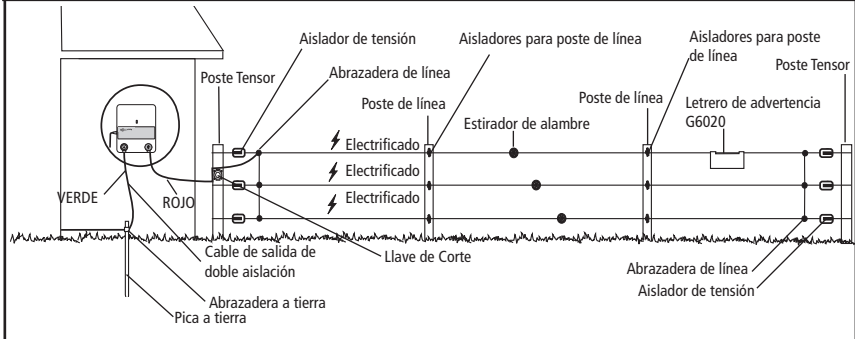 Aislador de tensión
Abrazadera de línea
Poste Tensor
Aisladores para poste de línea
Poste de línea
Estirador de alambre
Aisladores para poste
de línea
Poste de línea
Letrero de advertencia
G6020
Poste Tensor
Electrificado
Electrificado
Electrificado
VERDE
ROJO
Cable de salida de
doble aislación
Llave de Corte
Abrazadera a tierra
Pica a tierra
Abrazadera de línea
Aislador de tensión